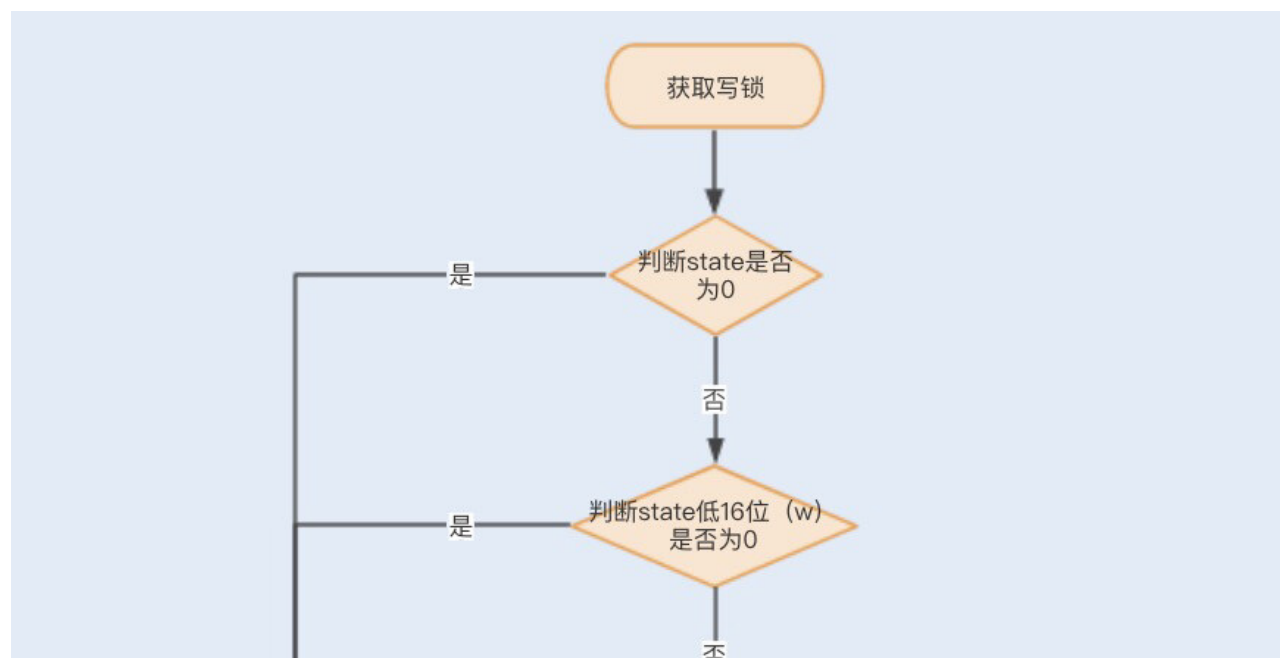 获取写锁
判断state是否
为0
是
否
判断state低16位（w）
是否为0
是
否